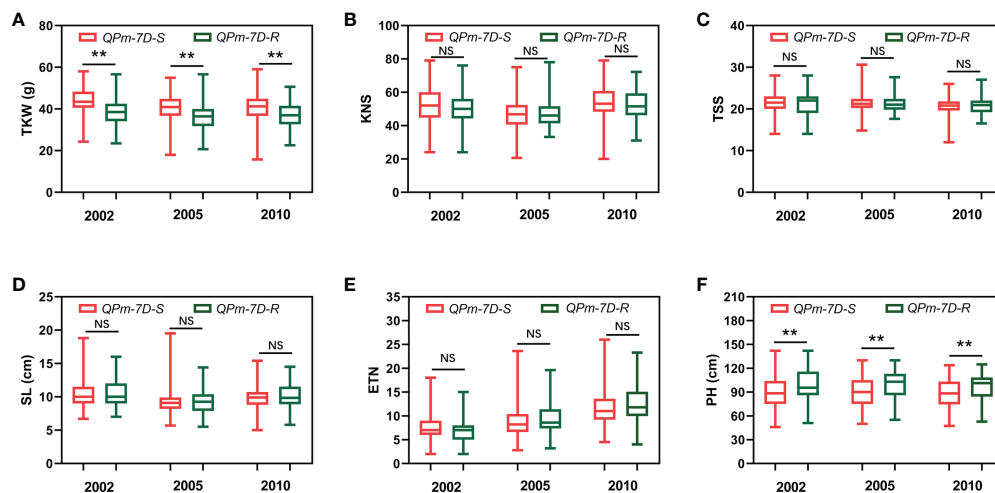 A
QPm-7D-S QPm-7D-R
** ** **
TKW (g)
80
60
40
20
0
2002 2005 2010
B
QPm-7D-S QPm-7D-R
NS NS NS
KNS
100
80
60
40
20
0
2002 2005 2010
C
QPm-7D-S QPm-7D-R
NS NS NS
TSS
40
30
20
10
0
2002 2005 2010
D
QPm-7D-S QPm-7D-R
NS NS NS
SL (cm)
25
20
15
10
5
0
2002 2005 2010
E
QPm-7D-S QPm-7D-R
NS NS NS
ETN
35
30
25
20
15
10
5
0
2002 2005 2010
F
QPm-7D-S QPm-7D-R
** ** **
PH (cm)
210
180
150
120
90
60
30
0
2002 2005 2010